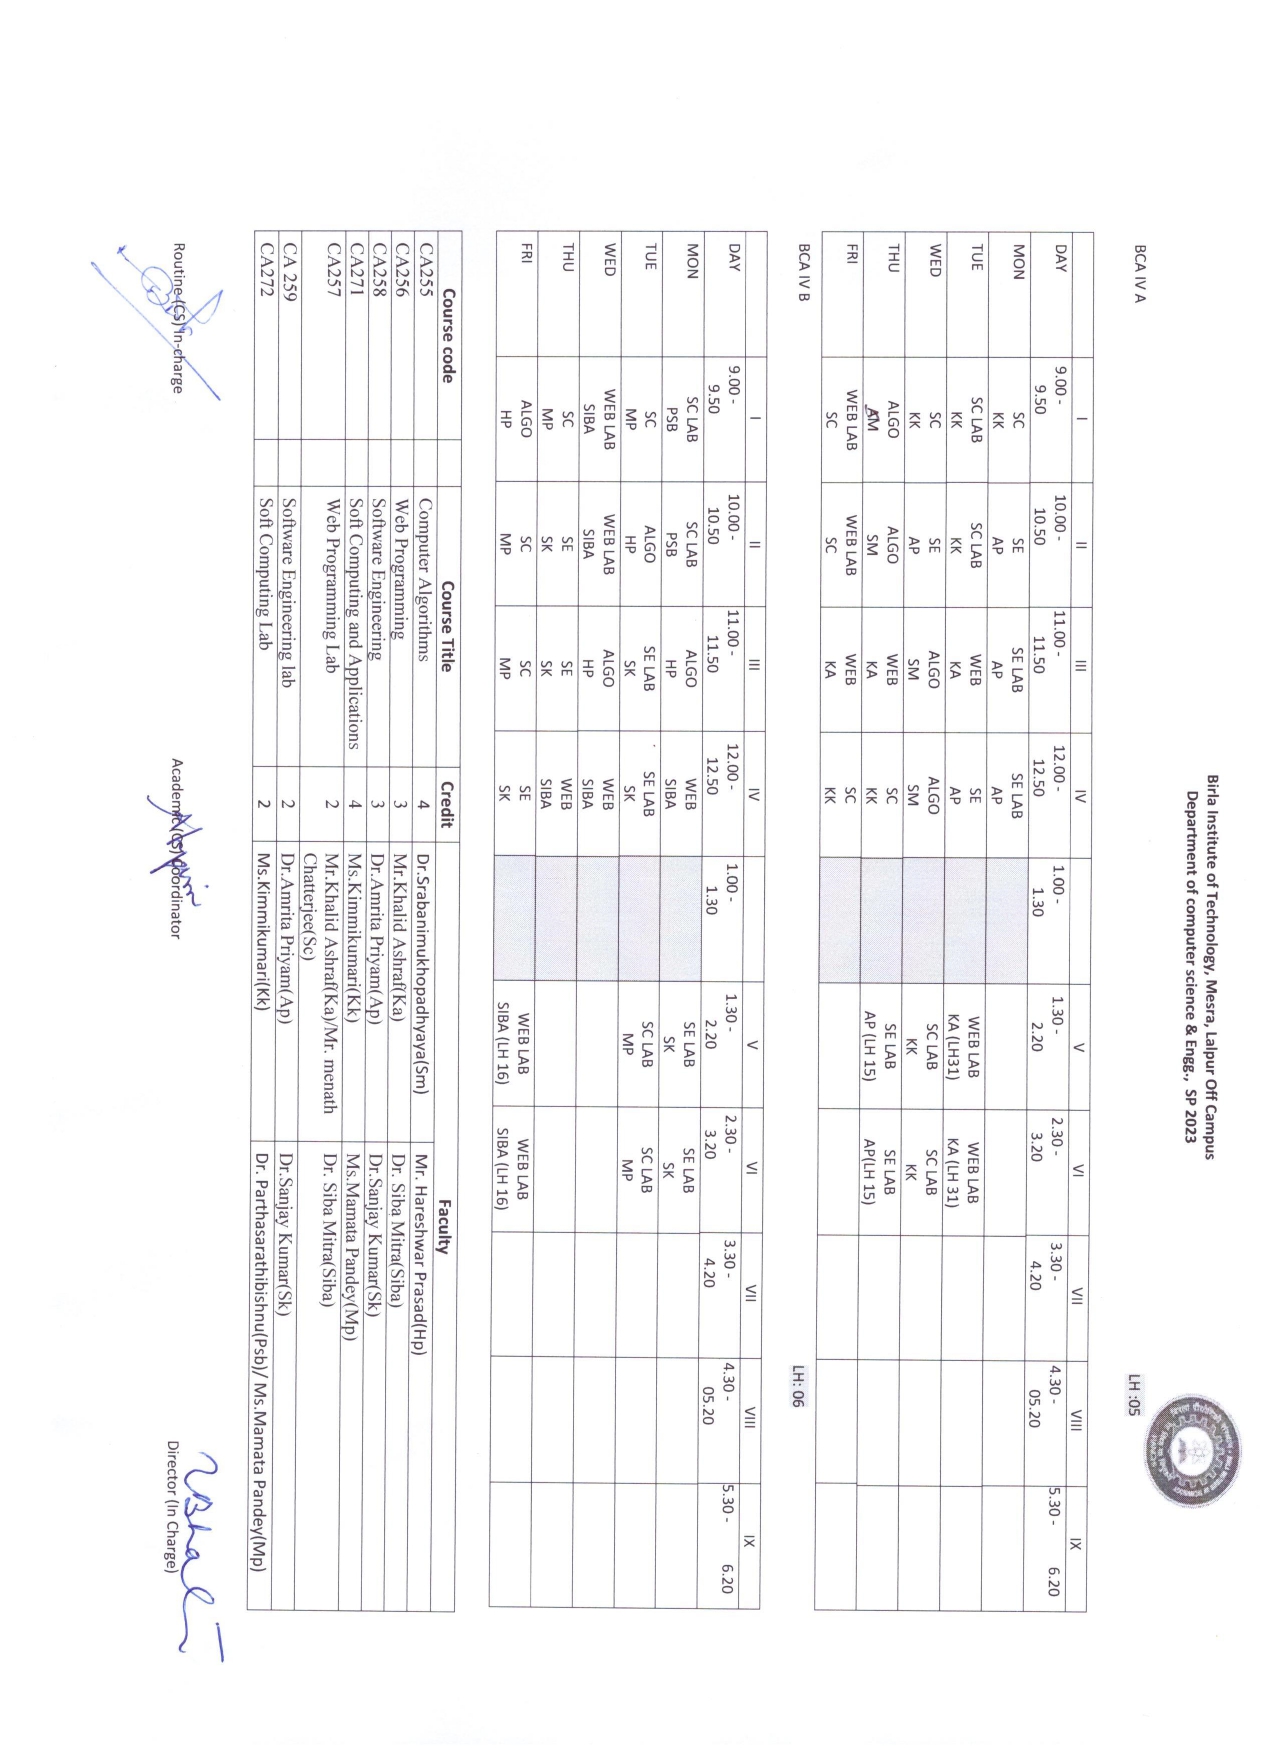 Birla Institute of Technology, Mesra, Lalpur Off Campus
Department of computer science & Engg., SP 2023
BCA IV A
LH :05
I II III IV V VI VII VIII IX
DAY 9.00 - 10.00 - 11.00 - 12.00 - 1.00 - 1.30 - 2.30 - 3.30 - 4.30 - 5.30 - 6.20
9.50 10.50 11.50 12.50 1.30 2.20 3.20 4.20 05.20
MON SC SE SE LAB SE LAB
KK AP AP AP
TUE SC LAB SC LAB WEB SE WEB LAB WEB LAB
KK KK KA AP KA (LH31) KA (LH 31)
WED SC SE ALGO ALGO SC LAB SC LAB
KK AP SM SM KK KK
THU ALGO ALGO WEB SC SE LAB SE LAB
SM KA KK AP (LH 15) AP(LH 15)
FRI WEB LAB WEB LAB WEB SC
SC SC KA KK
BCA IV B
LH: 06
I II III IV V VI VII VIII IX
DAY 9.00 - 10.00 - 11.00 - 12.00 - 1.00 - 1.30 - 2.30 - 3.30 - 4.30 - 5.30 - 6.20
9.50 10.50 11.50 12.50 1.30 2.20 3.20 4.20 05.20
MON SC LAB SC LAB ALGO WEB SE LAB SE LAB
PSB PSB HP SIBA SK SK
TUE SC ALGO SE LAB SE LAB SC LAB SC LAB
MP HP SK SK MP MP
WED WEB LAB WEB LAB ALGO WEB
SIBA SIBA HP SIBA
THU SC SE SE WEB
MP SK SK SIBA
FRI ALGO SC SC SE WEB LAB WEB LAB
HP MP MP SK SIBA (LH 16) SIBA (LH 16)
Course code Course Title Credit Faculty
CA255 Computer Algorithms 4 Dr.Srabanimukhopadhyaya(Sm) Mr. Hareshwar Prasad(Hp)
CA256 Web Programming 3 Mr.Khalid Ashraf(Ka) Dr. Siba Mitra(Siba)
CA258 Software Engineering 3 Dr.Amrita Priyam(Ap) Dr.Sanjay Kumar(Sk)
CA271 Soft Computing and Applications 4 Ms.Kimmikumari(Kk) Ms.Mamata Pandey(Mp)
CA257 Web Programming Lab 2 Mr.Khalid Ashraf(Ka)/Mr. menath Dr. Siba Mitra(Siba)
Chatterjee(Sc)
CA 259 Software Engineering lab 2 Dr.Amrita Priyam(Ap) Dr.Sanjay Kumar(Sk)
CA272 Soft Computing Lab 2 Ms.Kimmikumari(Kk) Dr. Parthasarathibishnu(Psb)/ Ms.Mamata Pandey(Mp)
Routine (CS) In-charge
Academic (CS) Coordinator
Director (In Charge)